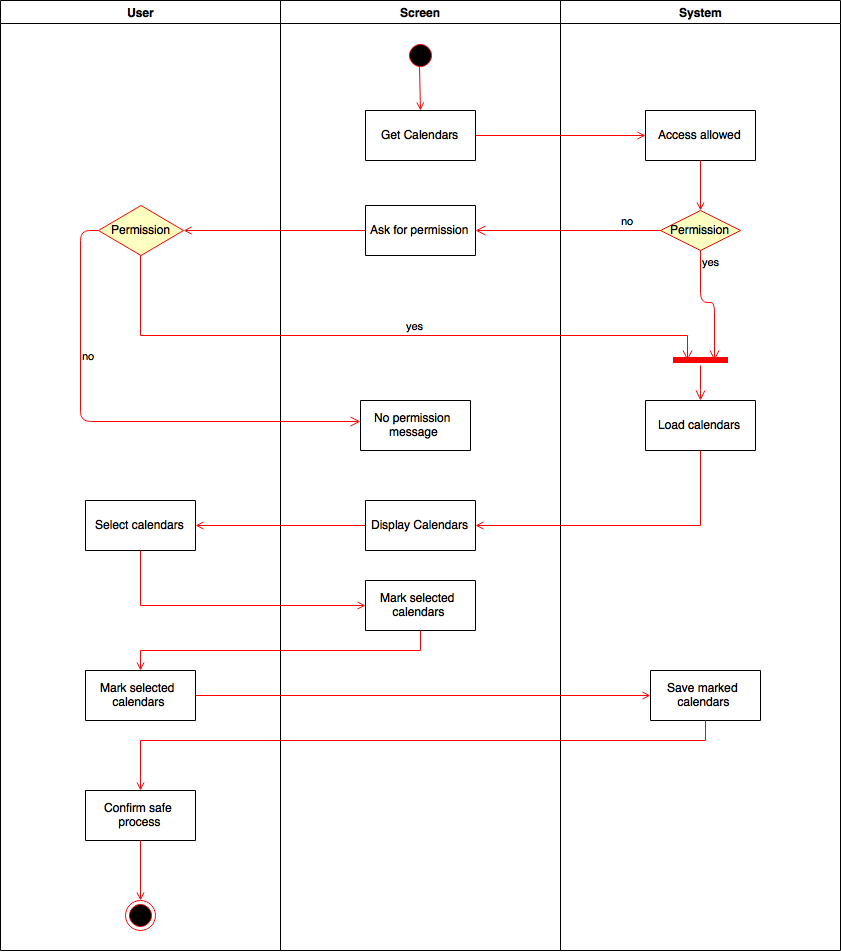 User
Screen
System
Get Calendars
Access allowed
Permission
Ask for permission
no
Permission
yes
yes
no
No permission
message
Load calendars
Select calendars
Display Calendars
Mark selected
calendars
Mark selected
calendars
Save marked
calendars
Confirm safe
process